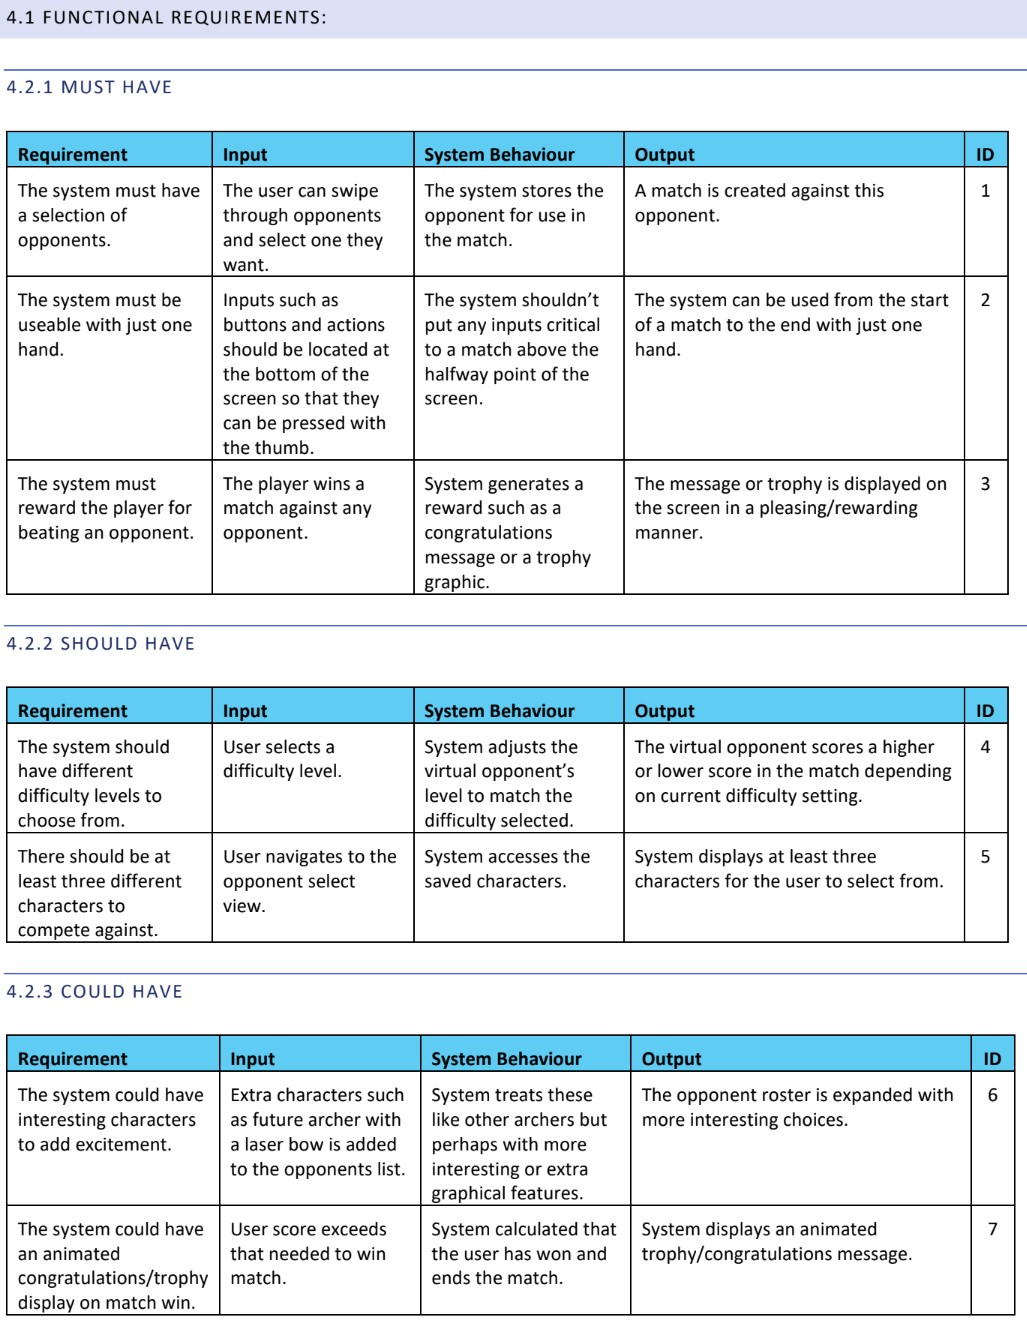 4.1 FUNCTIONAL REQUIREMENTS:
4.2.1 MUST HAVE
Requirement Input System Behaviour Output ID
The system must have The user can swipe The system stores the A match is created against this 1
a selection of through opponents opponent for use in opponent.
opponents. and select one they the match.
want.
The system must be Inputs such as The system shouldn't The system can be used from the start 2
useable with just one buttons and actions put any inputs critical of a match to the end with just one
hand. should be located at to a match above the hand.
the bottom of the halfway point of the
screen so that they screen.
can be pressed with
the thumb.
The system must The player wins a System generates a The message or trophy is displayed on 3
reward the player for match against any reward such as a the screen in a pleasing/rewarding
beating an opponent. opponent. congratulations manner.
message or a trophy
graphic.
4.2.2 SHOULD HAVE
Requirement Input System Behaviour Output ID
The system should User selects a System adjusts the The virtual opponent scores a higher 4
have different difficulty level. virtual opponent's or lower score in the match depending
difficulty levels to level to match the on current difficulty setting.
choose from. difficulty selected.
There should be at User navigates to the System accesses the System displays at least three 5
least three different opponent select saved characters. characters for the user to select from.
characters to view.
compete against.
4.2.3 COULD HAVE
Requirement Input System Behaviour Output ID
The system could have Extra characters such System treats these The opponent roster is expanded with 6
interesting characters as future archer with like other archers but more interesting choices.
to add excitement. a laser bow is added perhaps with more
to the opponents list. interesting or extra
graphical features.
The system could have User score exceeds System calculated that System displays an animated 7
an animated that needed to win the user has won and trophy/congratulations message.
congratulations/trophy match. ends the match.
display on match win.